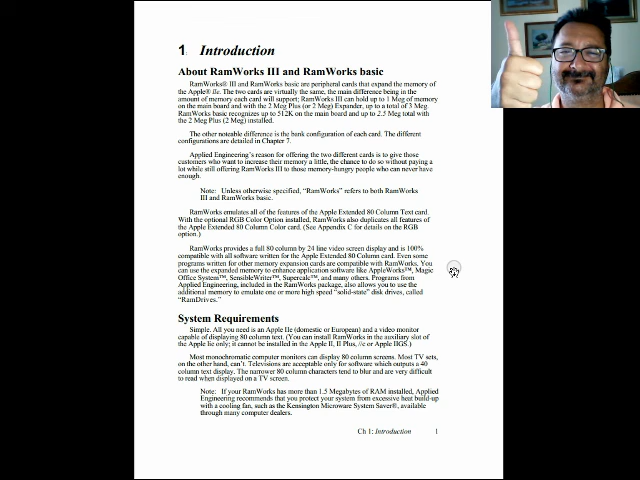 1 Introduction
About RamWorks III and RamWorks basic
RamWorks® III and RamWorks basic are peripheral cards that expand the memory of
the Apple® IIe. The two cards are virtually the same, the main difference being in the
amount of memory each card will support; RamWorks III can hold up to 1 Meg of memory
on the main board and with the 2 Meg Plus (or 2 Meg) Expander, up to a total of 3 Meg.
RamWorks basic recognizes up to 512K on the main board and up to 2.5 Meg total with
the 2 Meg Plus (2 Meg) installed.
The other noteable difference is the bank configuration of each card. The different
configurations are detailed in Chapter 7.
Applied Engineering's reason for offering the two different cards is to give those
customers who want to increase their memory a little, the chance to do so without paying a
lot while still offering RamWorks III to those memory-hungry people who can never have
enough.
Note: Unless otherwise specified, "RamWorks" refers to both RamWorks
III and RamWorks basic.
RamWorks emulates all of the features of the Apple Extended 80 Column Text card.
With the optional RGB Color Option installed, RamWorks also duplicates all features of
the Apple Extended 80 Column Color card. (See Appendix C for details on the RGB
option.)
RamWorks provides a full 80 column by 24 line video screen display and is 100%
compatible with all software written for the Apple Extended 80 Column card. Even some
programs written for other memory expansion cards are compatible with RamWorks. You
can use the expanded memory to enhance application software like AppleWorks™, Magic
Office System™, SensibleWriter™, Supercalc™, and many others. Programs from
Applied Engineering, included in the RamWorks package, also allows you to use the
additional memory to emulate one or more high speed "solid-state" disk drives, called
"RamDrives."
System Requirements
Simple. All you need is an Apple IIe (domestic or European) and a video monitor
capable of displaying 80 column text. (You can install RamWorks in the auxiliary slot of
the Apple IIe only; it cannot be installed in the Apple II, II Plus, //c or Apple IIGS.)
Most monochromatic computer monitors can display 80 column screens. Most TV sets,
on the other hand, can't. Televisions are acceptable only for software which outputs a 40
column text display. The narrower 80 column characters tend to blur and are very difficult
to read when displayed on a TV screen.
Note: If your RamWorks has more than 1.5 Megabytes of RAM installed, Applied
Engineering recommends that you protect your system from excessive heat build-up
with a cooling fan, such as the Kensington Microware System Saver®, available
through many computer dealers.
Ch 1: Introduction 1